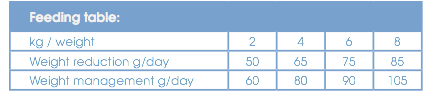 Feeding table:
kg / weight 2 4 6 8
Weight reduction g/day 50 65 75 85
Weight management g/day 60 80 90 105